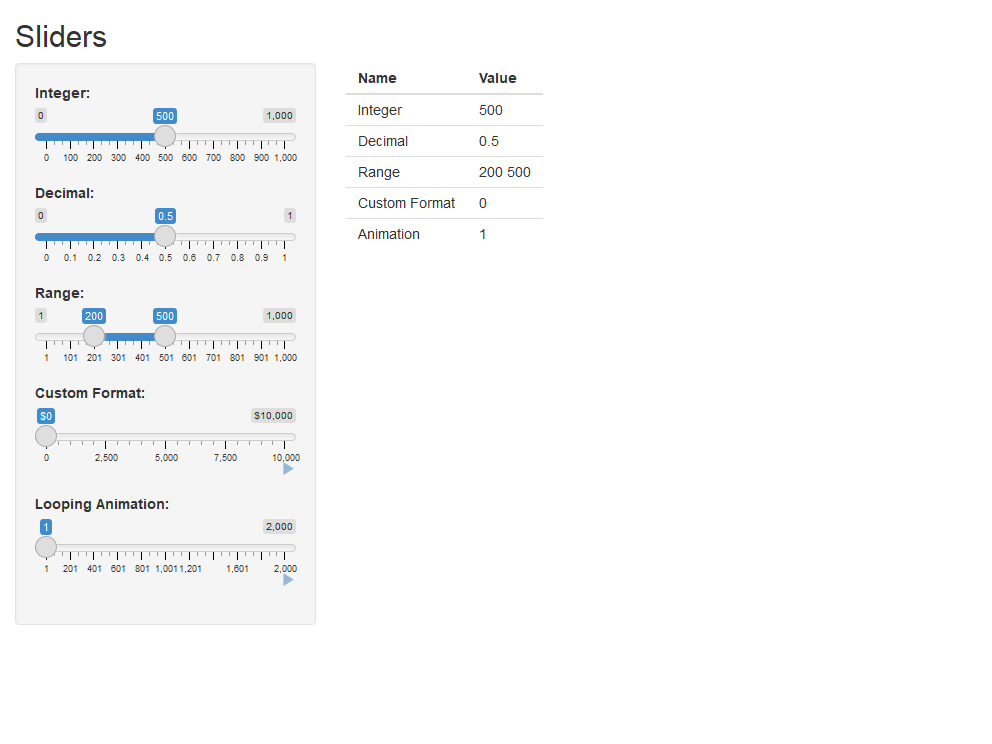 Sliders
Integer:
0 500 1,000
0 100 200 300 400 500 600 700 800 900 1,000
Decimal:
0 0.5 1
0 0.1 0.2 0.3 0.4 0.5 0.6 0.7 0.8 0.9 1
Range:
1 200 500 1,000
1 101 201 301 401 501 601 701 801 901 1,000
Custom Format:
$0 $10,000
0 2,500 5,000 7,500 10,000
Looping Animation:
1 2,000
1 201 401 601 801 1,001 1,201 1,601 2,000
Name Value
Integer 500
Decimal 0.5
Range 200 500
Custom Format 0
Animation 1